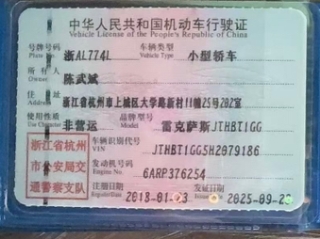 中华人民共和国机动车行驶证
Vehicle License of the People's Republic of China
号牌号码 浙AL774L 车辆类型 小型轿车
Plate No. Vehicle Type
所有人 陈武斌
Owner
住址 浙江省杭州市上城区大学路新村11幢25号202室
Address
使用性质 非营运 品牌型号 雷克萨斯JTHBT1GG
Use Character Model
浙江省杭州 车辆识别代号 JTHBT1GG5H2079186
VIN
市公安局交 发动机号码 6ARP376254
Engine No.
通警察支队 注册日期 2018-01-03 发证日期 2025-09-2
Register Date Issue Date